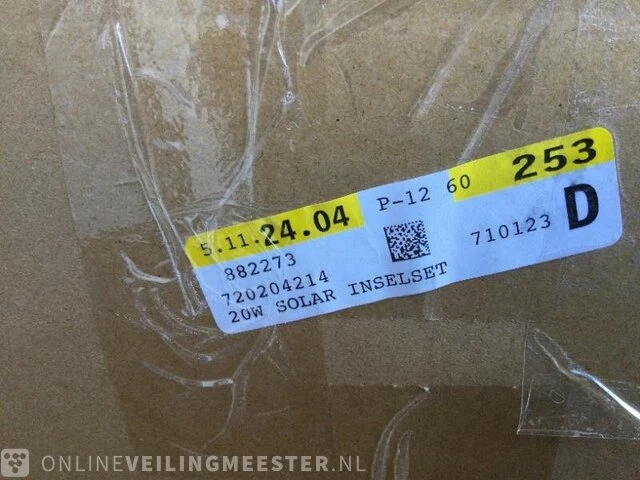 5.11.24.04 P-12 60 253
882273 710123 D
720204214
20W SOLAR INSELSET
ONLINEVEILINGMEESTER.NL